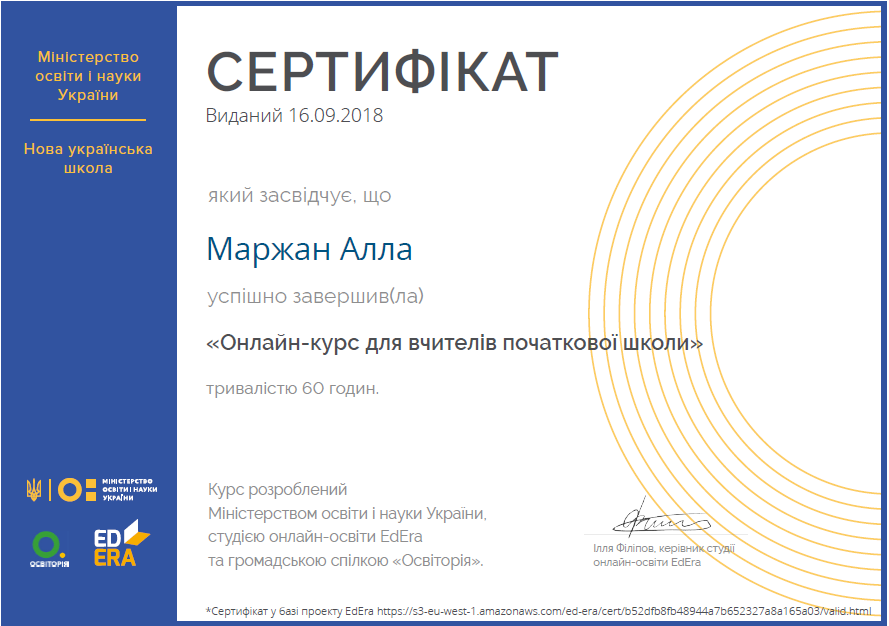 Міністерство
освіти і науки
України
Нова українська
школа
СЕРТИФІКАТ
Виданий 16.09.2018
який засвідчує, що
Маржан Алла
успішно завершив(ла)
«Онлайн-курс для вчителів початкової школи»
тривалістю 60 годин.
МІНІСТЕРСТВО
ОСВІТИ І НАУКИ
УКРАЇНИ
ОСВІТОРІЯ
ED
ERA
Курс розроблений
Міністерством освіти і науки України,
студією онлайн-освіти EdEra
та громадською спілкою «Освіторія».
Ілля Філіпов, керівник студії
онлайн-освіти EdEra
*Сертифікат у базі проекту EdEra https://s3-eu-west-1.amazonaws.com/ed-era/cert/b52dfb8fb48944a7b652327a8a165a03/valid.html